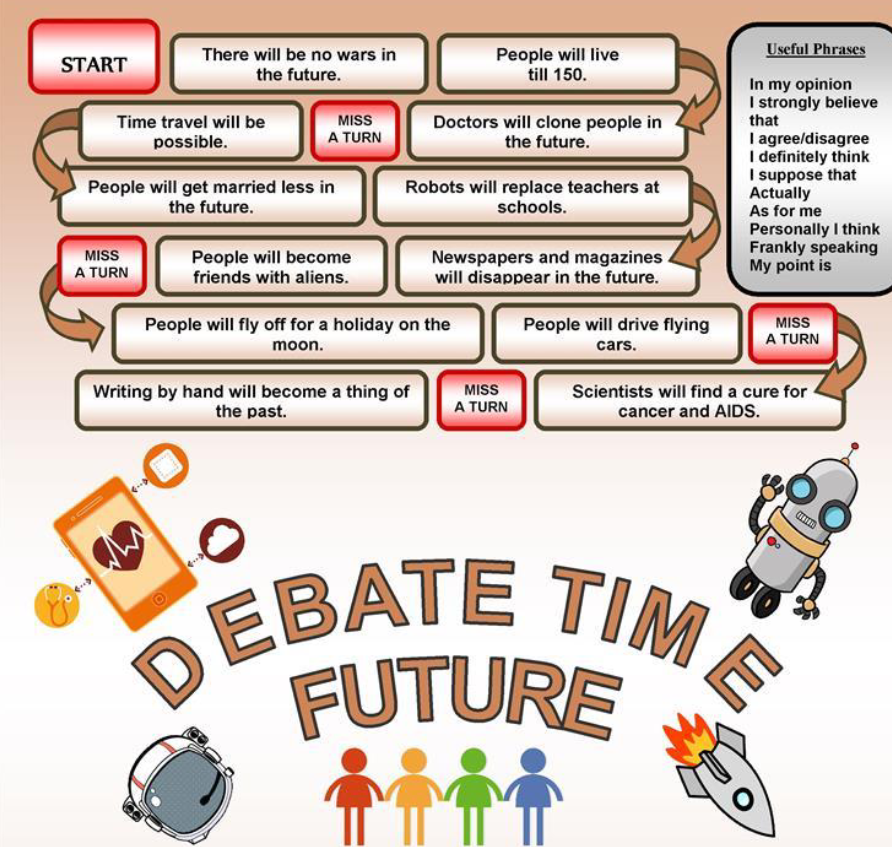 START
There will be no wars in
the future.
People will live
till 150.
Time travel will be
possible.
MISS
A TURN
Doctors will clone people in
the future.
People will get married less in
the future.
Robots will replace teachers at
schools.
MISS
A TURN
People will become
friends with aliens.
Newspapers and magazines
will disappear in the future.
People will fly off for a holiday on the
moon.
People will drive flying
cars.
MISS
A TURN
Writing by hand will become a thing of
the past.
MISS
A TURN
Scientists will find a cure for
cancer and AIDS.
Useful Phrases
In my opinion
I strongly believe
that
I agree/disagree
I definitely think
I suppose that
Actually
As for me
Personally I think
Frankly speaking
My point is
DEBATE TIME
FUTURE